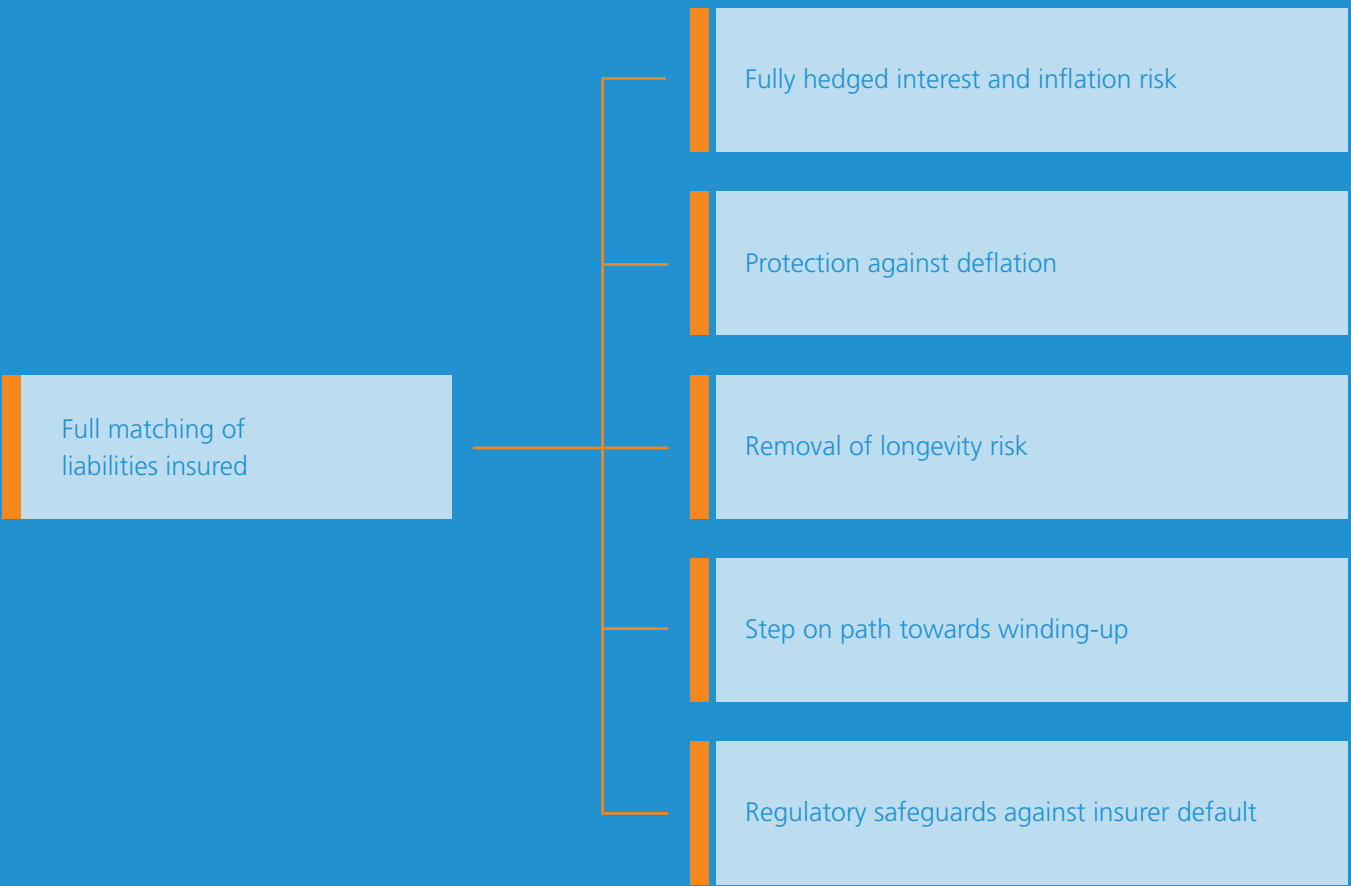 Fully hedged interest and inflation risk
Protection against deflation
Full matching of
liabilities insured
Removal of longevity risk
Step on path towards winding-up
Regulatory safeguards against insurer default